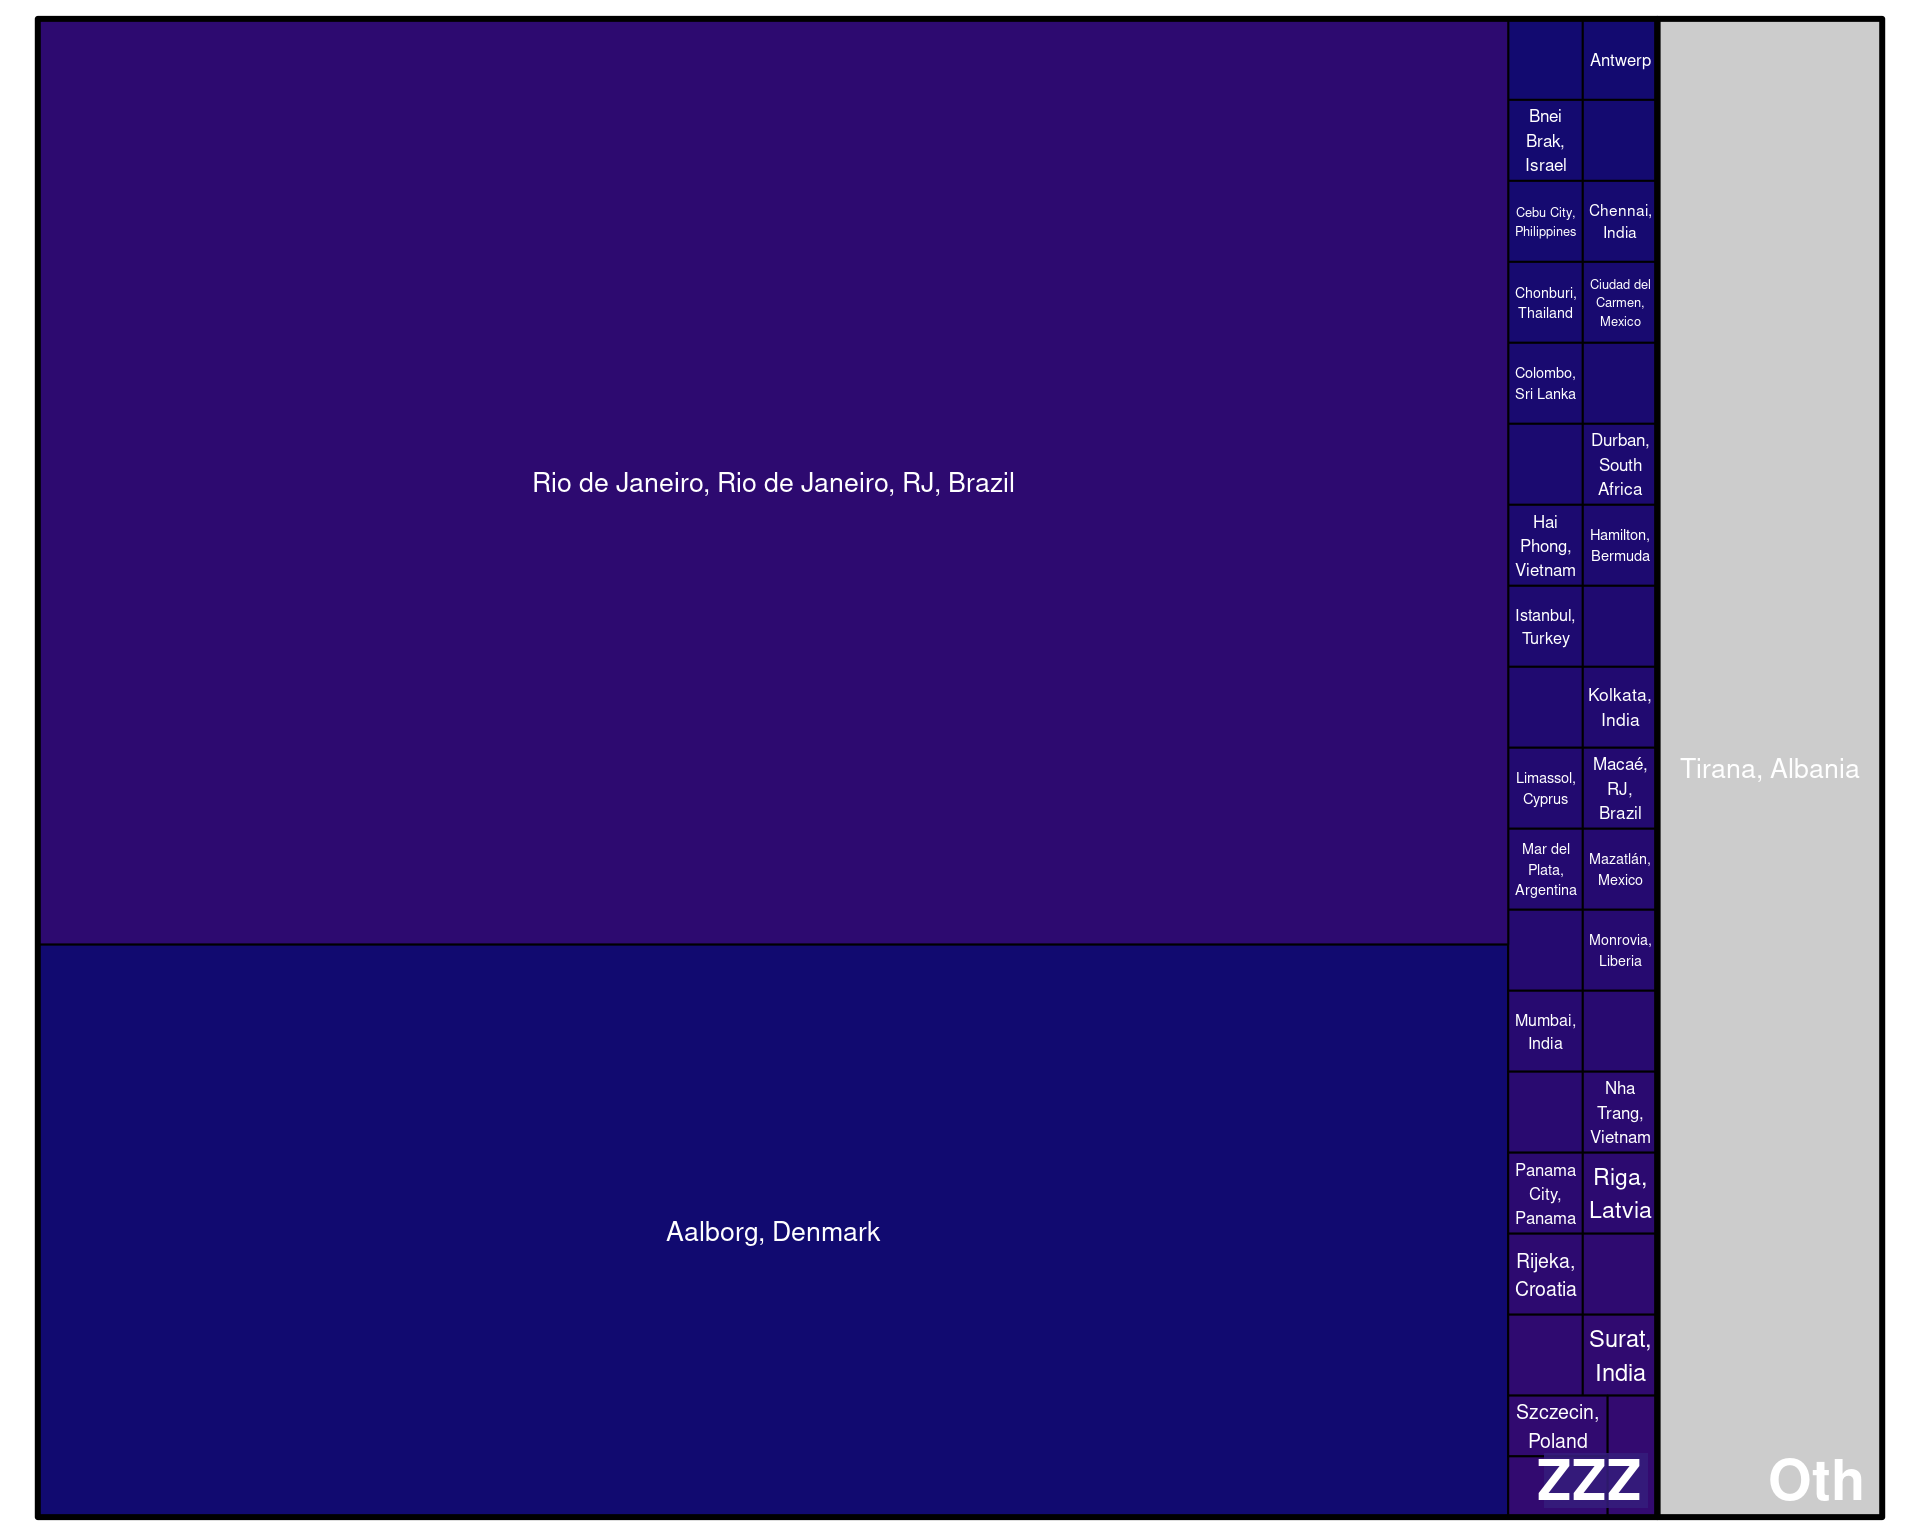 Rio de Janeiro, Rio de Janeiro, RJ, Brazil
Aalborg, Denmark
Antwerp
Bnei
Brak,
Israel
Cebu City,
Philippines
Chennai,
India
Chonburi,
Thailand
Ciudad del
Carmen,
Mexico
Colombo,
Sri Lanka
Durban,
South
Africa
Hai
Phong,
Vietnam
Hamilton,
Bermuda
Istanbul,
Turkey
Kolkata,
India
Limassol,
Cyprus
Macaé,
RJ,
Brazil
Mar del
Plata,
Argentina
Mazatlán,
Mexico
Monrovia,
Liberia
Mumbai,
India
Nha
Trang,
Vietnam
Panama
City,
Panama
Riga,
Latvia
Rijeka,
Croatia
Surat,
India
Szczecin,
Poland
ZZZ
Tirana, Albania
Oth